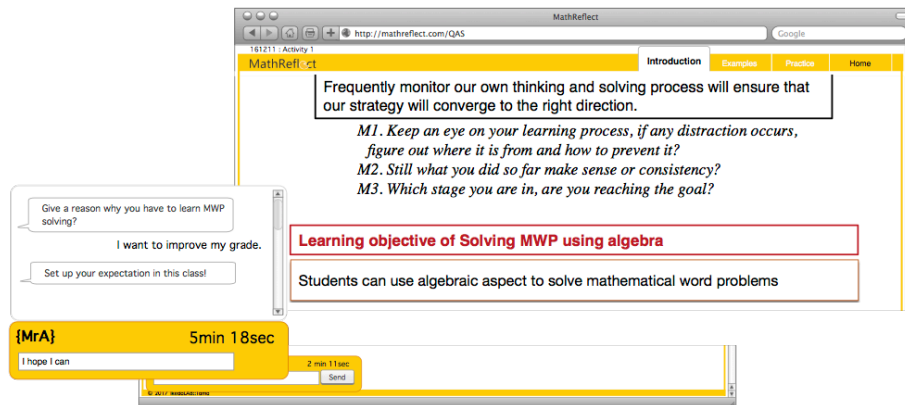 MathReflect
http://mathreflect.com/QAS
Google
161211 : Activity 1
MathReflect
Introduction
Examples
Practice
Home
Frequently monitor our own thinking and solving process will ensure that
our strategy will converge to the right direction.
M1. Keep an eye on your learning process, if any distraction occurs,
figure out where it is from and how to prevent it?
M2. Still what you did so far make sense or consistency?
M3. Which stage you are in, are you reaching the goal?
Learning objective of Solving MWP using algebra
Students can use algebraic aspect to solve mathematical word problems
Give a reason why you have to learn MWP
solving?
I want to improve my grade.
Set up your expectation in this class!
{MrA}
5min 18sec
I hope I can
2 min 11sec
Send
© 2017